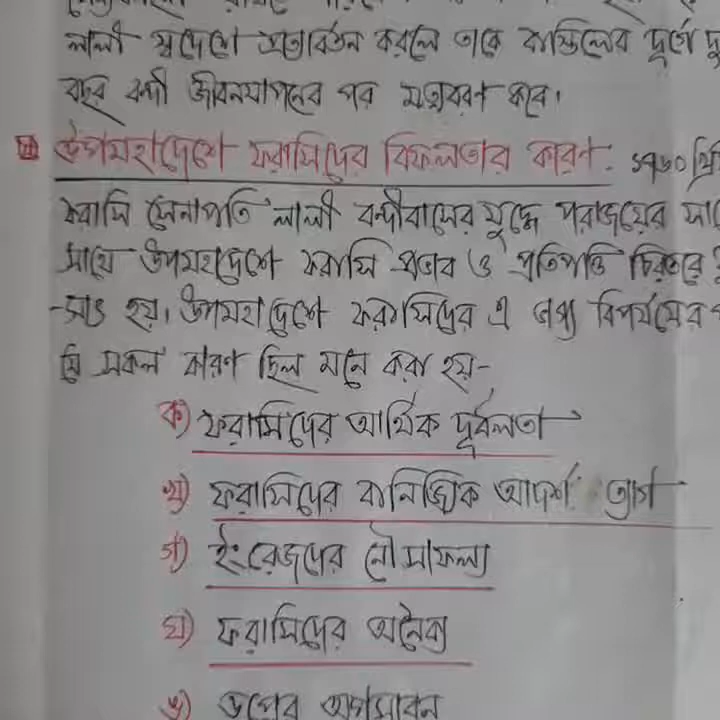 লালী স্বদেশে প্রত্যাবর্তন করলে তাকে বাস্তিলের দূর্গে দু
বছর বন্দী জীবনযাপনের পর মৃত্যুবরণ করে।
উপমহাদেশে ফরাসিদের বিফলতার কারণ: ১৭৬০ খ্রি
ফরাসি সেনাপতি লালী বন্দীবাসের যুদ্ধে পরাজয়ের সা
সাথে উপমহাদেশে ফরাসি প্রভাব ও প্রতিপত্তি চিরতরে
-সাৎ হয়। উপমহাদেশে ফরাসিদের এ ভাগ্য বিপর্যয়ের
যে সকল কারণ ছিল মনে করা হয়-
ক) ফরাসিদের আর্থিক দূর্বলতা
খ) ফরাসিদের বানিজ্যিক আদর্শ ত্যাগ
গ) ইংরেজদের নৌ সাফল্য
ঘ) ফরাসিদের অনৈক্য
ঙ) ডুপ্লের অপসারন